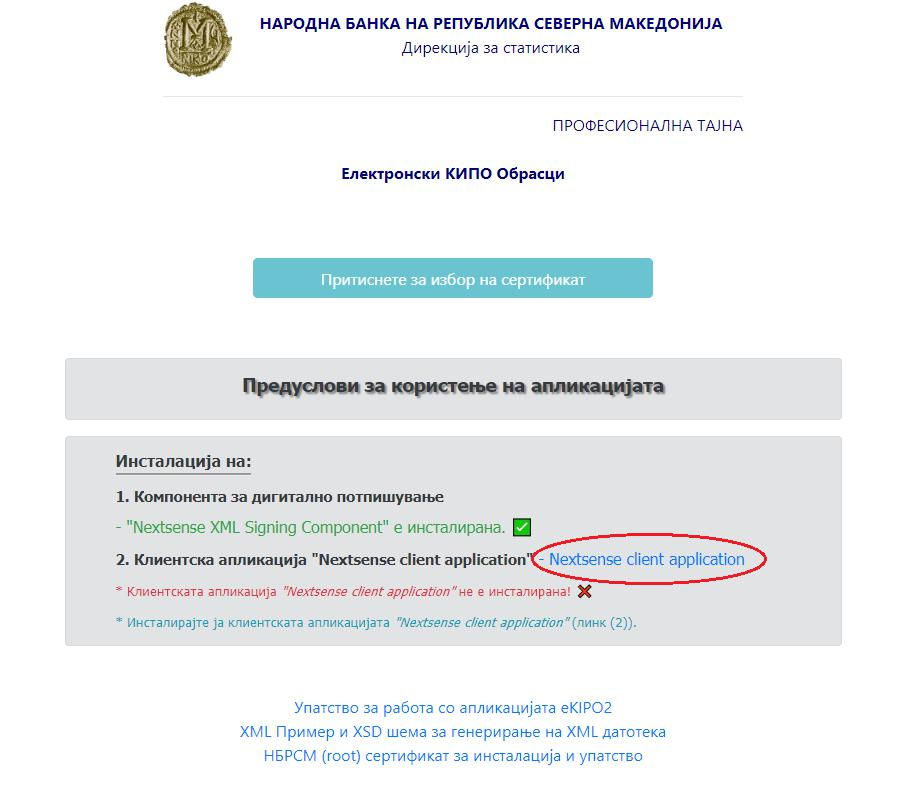 НАРОДНА БАНКА НА РЕПУБЛИКА СЕВЕРНА МАКЕДОНИЈА
Дирекција за статистика
ПРОФЕСИОНАЛНА ТАЈНА
Електронски КИПО Обрасци
Притиснете за избор на сертификат
Предуслови за користење на апликацијата
Инсталација на:
1. Компонента за дигитално потпишување
- "Nextsense XML Signing Component" е инсталирана.
2. Клиентска апликација "Nextsense client application" - Nextsense client application
* Клиентската апликација "Nextsense client application" не е инсталирана!
* Инсталирајте ја клиентската апликацијата "Nextsense client application" (линк (2)).
Упатство за работа со апликацијата eKIPO2
XML Пример и XSD шема за генерирање на XML датотека
НБРСМ (root) сертификат за инсталација и упатство